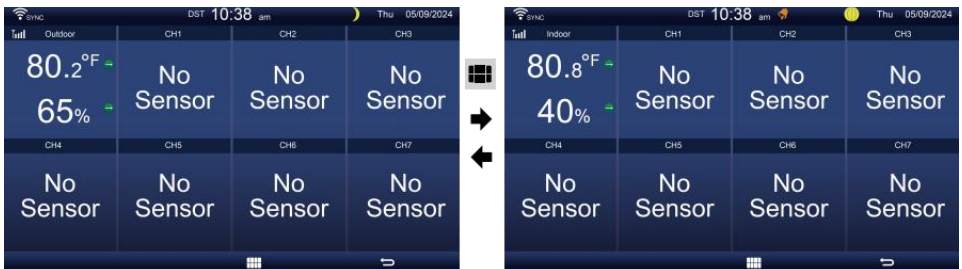 SYNC DST 10:38 am Thu 05/09/2024
Outdoor CH1 CH2 CH3
80.2°F
65%
No Sensor No Sensor No Sensor
CH4 CH5 CH6 CH7
No Sensor No Sensor No Sensor No Sensor
SYNC DST 10:38 am Thu 05/09/2024
Indoor CH1 CH2 CH3
80.8°F
40%
No Sensor No Sensor No Sensor
CH4 CH5 CH6 CH7
No Sensor No Sensor No Sensor No Sensor